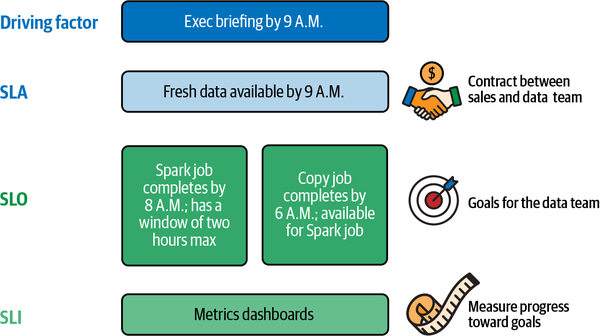 Driving factor
Exec briefing by 9 A.M.
SLA
Fresh data available by 9 A.M.
$
Contract between
sales and data team
SLO
Spark job
completes by
8 A.M.; has a
window of two
hours max
Copy job
completes by
6 A.M.; available
for Spark job
Goals for the data team
SLI
Metrics dashboards
Measure progress
toward goals